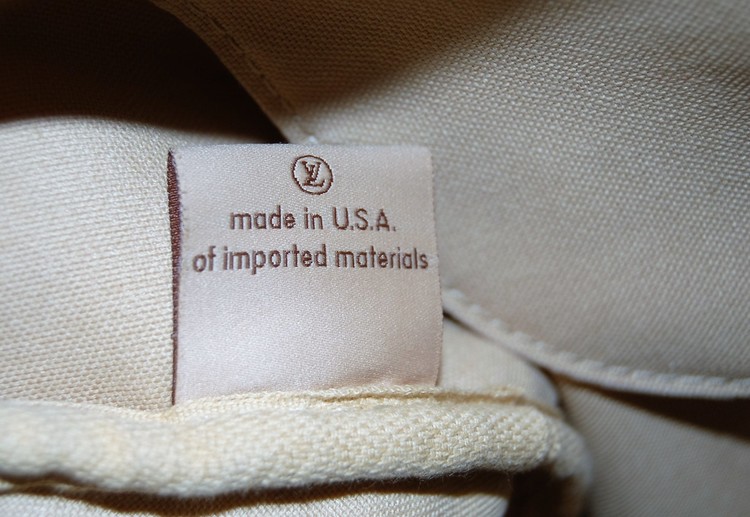 LV
made in U.S.A.
of imported materials